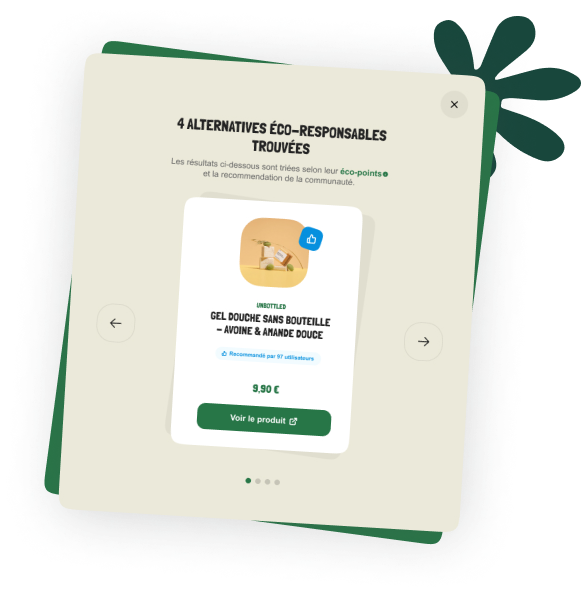 4 ALTERNATIVES ÉCO-RESPONSABLES
TROUVÉES
Les résultats ci-dessous sont triées selon leur éco-points
et la recommendation de la communauté.
UNBOTTLED
GEL DOUCHE SANS BOUTEILLE
– AVOINE & AMANDE DOUCE
Recommandé par 97 utilisateurs
9,90 €
Voir le produit